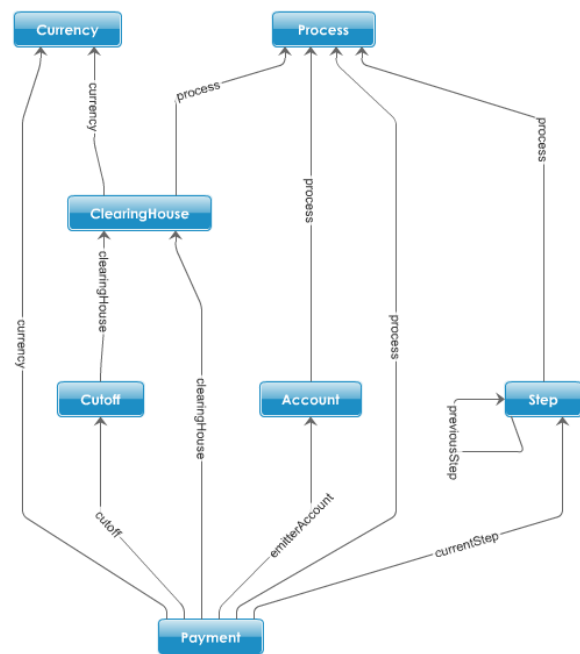 Currency
Process
currency
process
process
process
ClearingHouse
clearingHouse
currency
clearingHouse
process
Cutoff
Account
Step
previousStep
cutoff
emitterAccount
currentStep
Payment